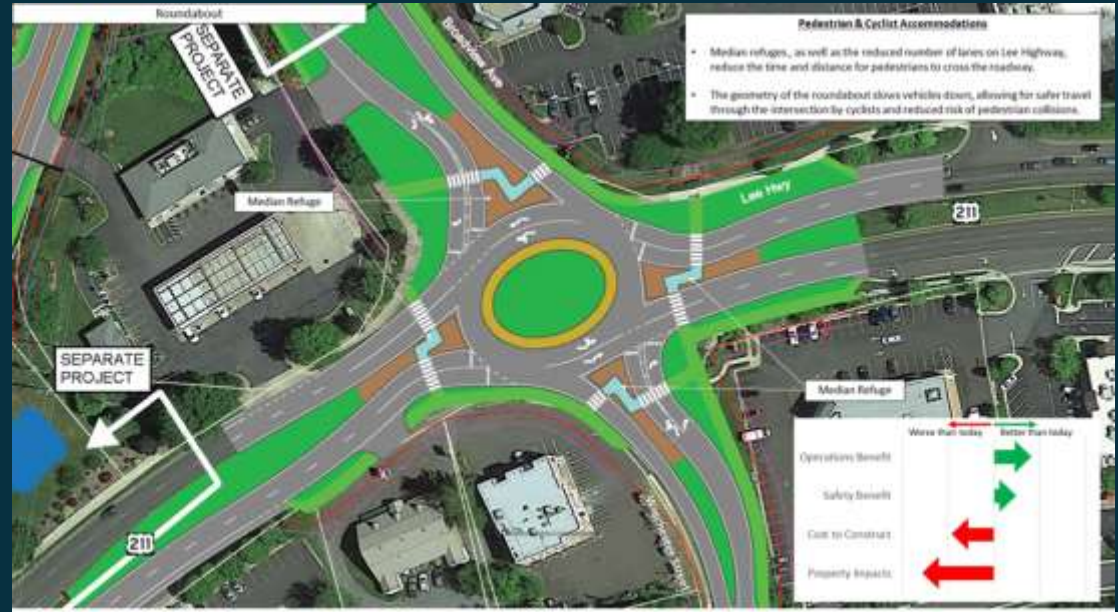 Roundabout
SEPARATE
PROJECT
Broadview Ave
Pedestrian & Cyclist Accommodations
• Median refuges, as well as the reduced number of lanes on Lee Highway,
reduce the time and distance for pedestrians to cross the roadway.
• The geometry of the roundabout slows vehicles down, allowing for safer travel
through the intersection by cyclists and reduced risk of pedestrian collisions.
Median Refuge
Lee Hwy
211
SEPARATE
PROJECT
Median Refuge
211
Worse than today
Better than today
Operations Benefit
Safety Benefit
Cost to Construct
Property Impacts